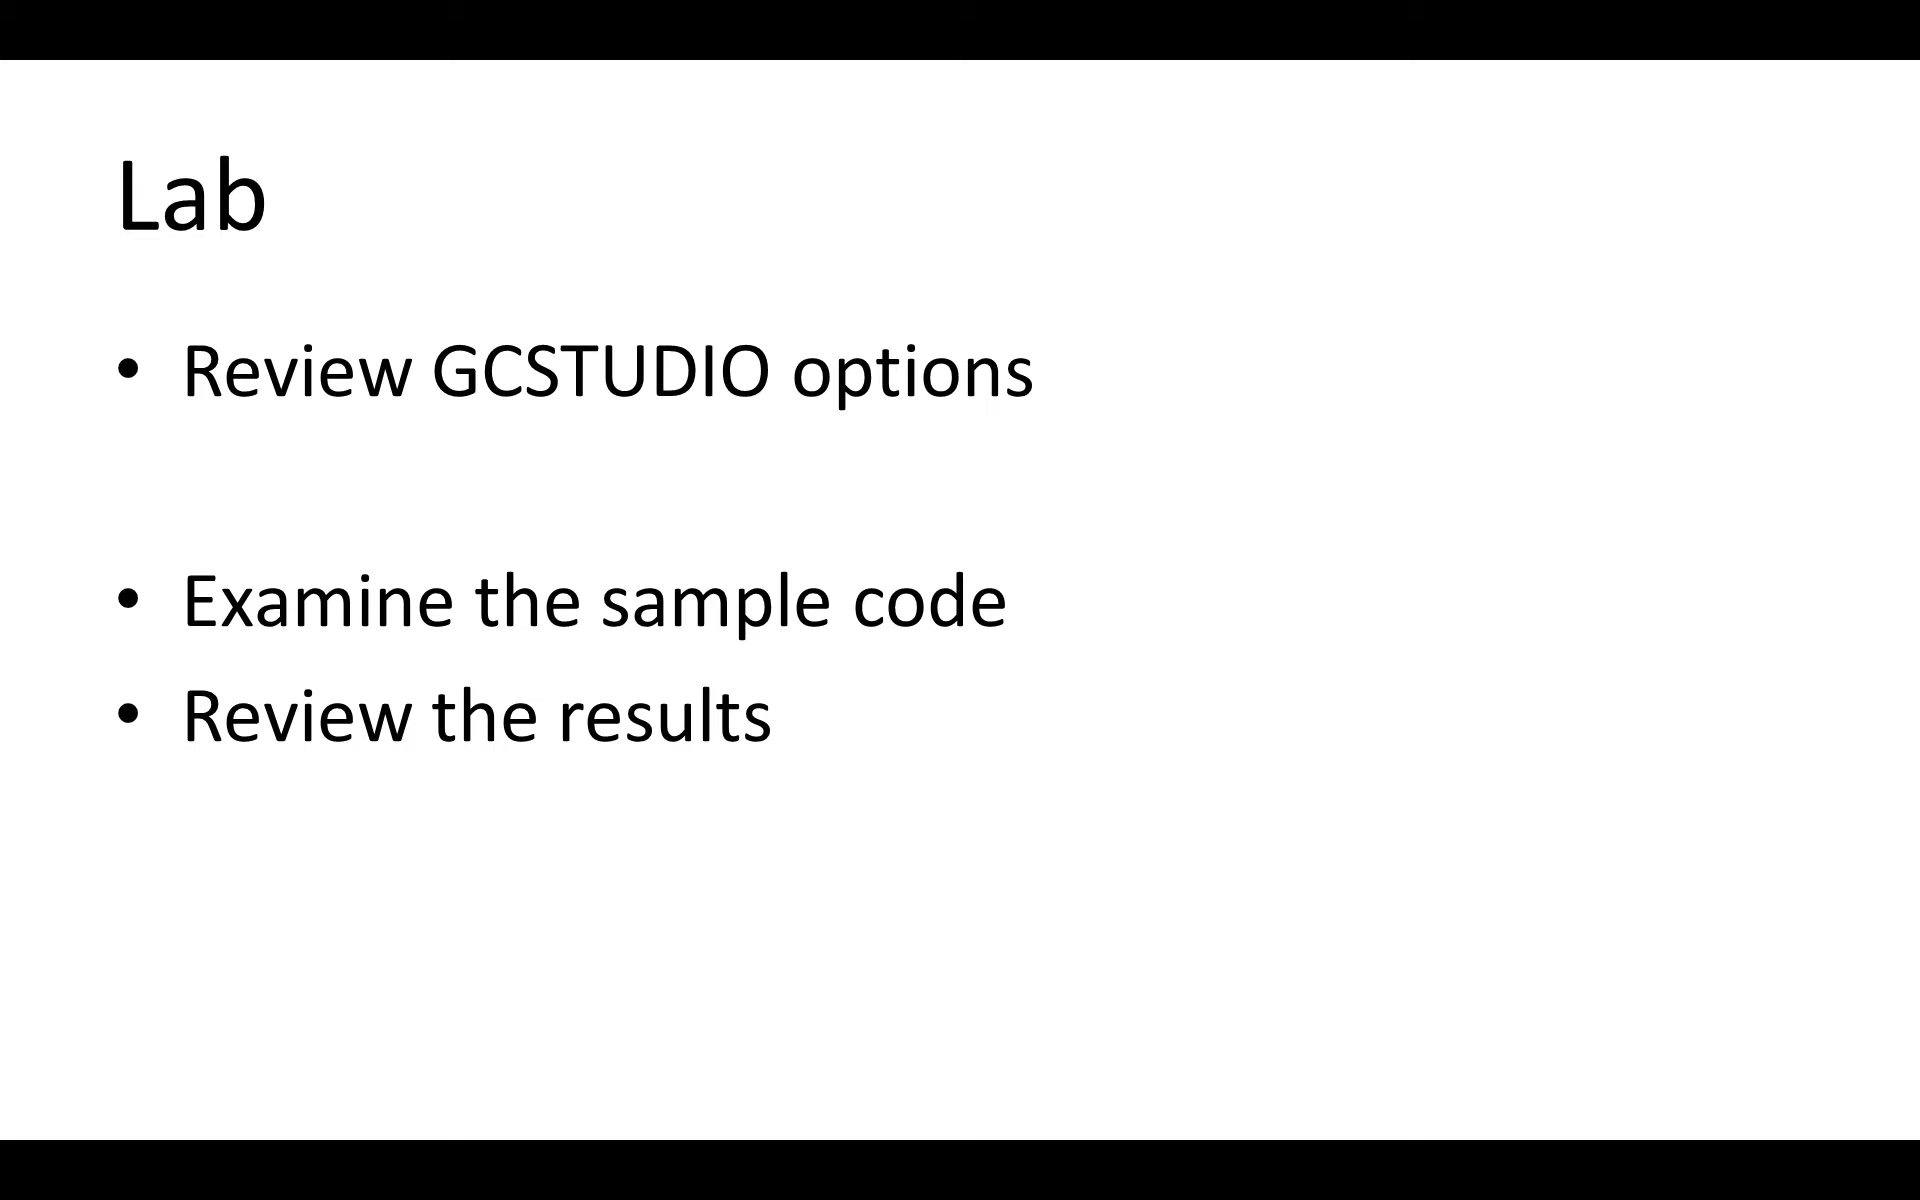 Lab
• Review GCSTUDIO options
• Examine the sample code
• Review the results